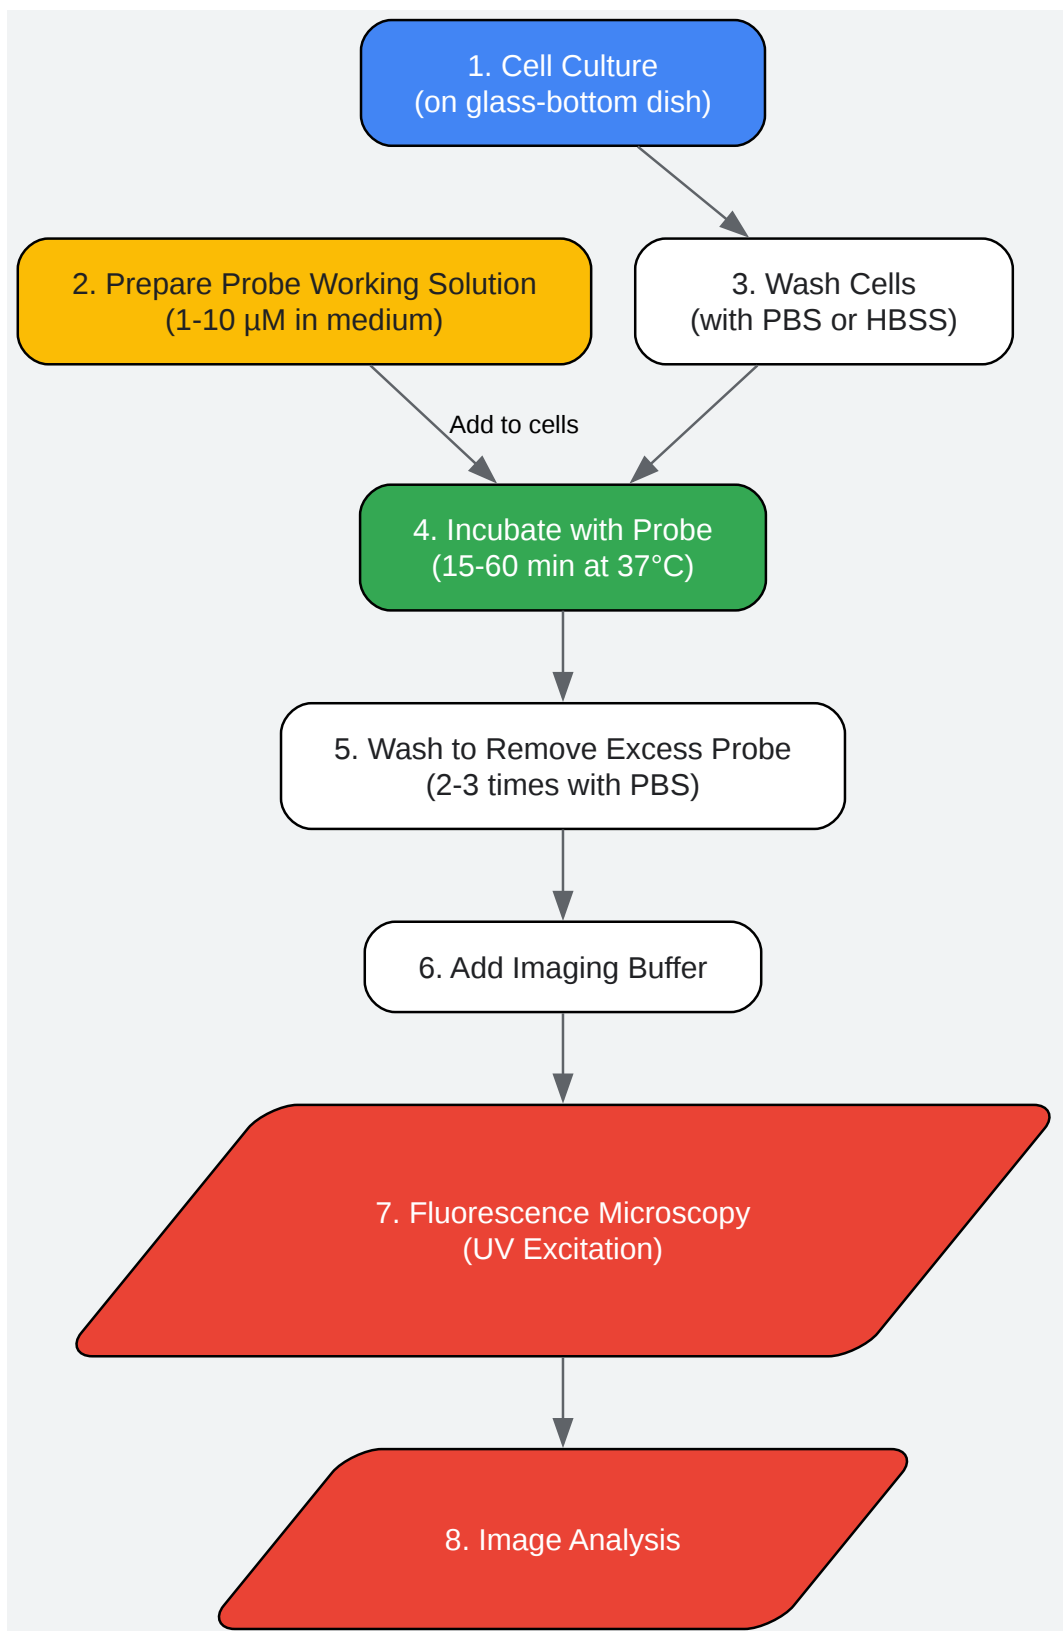 1. Cell Culture
(on glass-bottom dish)
2. Prepare Probe Working Solution
(1-10 µM in medium)
3. Wash Cells
(with PBS or HBSS)
Add to cells
4. Incubate with Probe
(15-60 min at 37°C)
5. Wash to Remove Excess Probe
(2-3 times with PBS)
6. Add Imaging Buffer
7. Fluorescence Microscopy
(UV Excitation)
8. Image Analysis